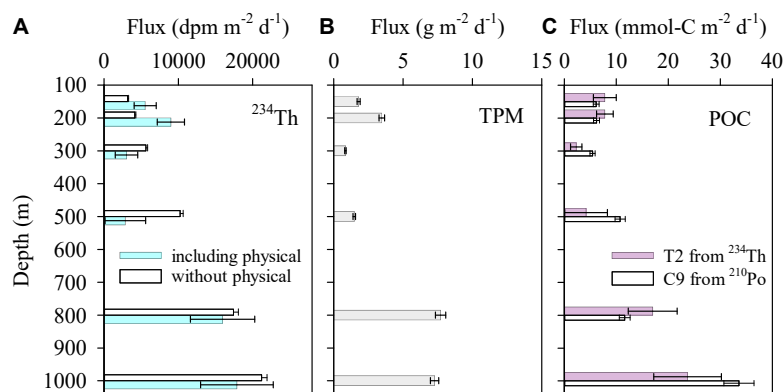 A Flux (dpm m⁻² d⁻¹)
0 10000 20000
B Flux (g m⁻² d⁻¹)
0 5 10 15
C Flux (mmol-C m⁻² d⁻¹)
0 10 20 30 40
Depth (m)
100
200
300
400
500
600
700
800
900
1000
²³⁴Th
including physical
without physical
TPM
POC
T2 from ²³⁴Th
C9 from ²¹⁰Po